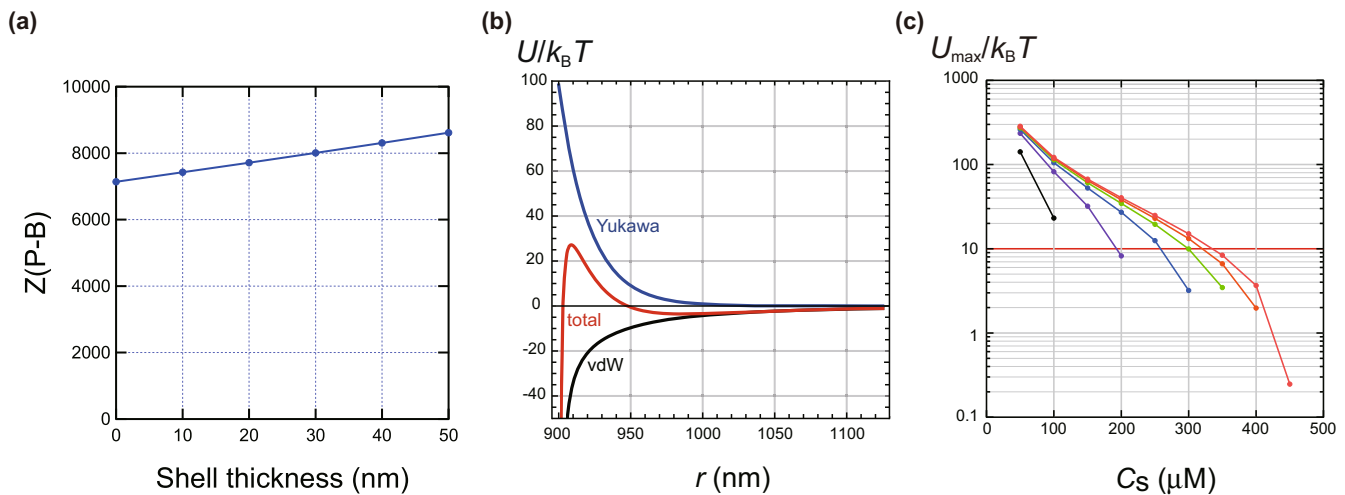 (a)
10000
8000
6000
4000
2000
0
Z(P-B)
0 10 20 30 40 50
Shell thickness (nm)
(b)
U/kBT
100
80
60
40
20
0
-20
-40
Yukawa
total
vdW
900 950 1000 1050 1100
r (nm)
(c)
Umax/kBT
1000
100
10
1
0.1
0 100 200 300 400 500
CS (μM)